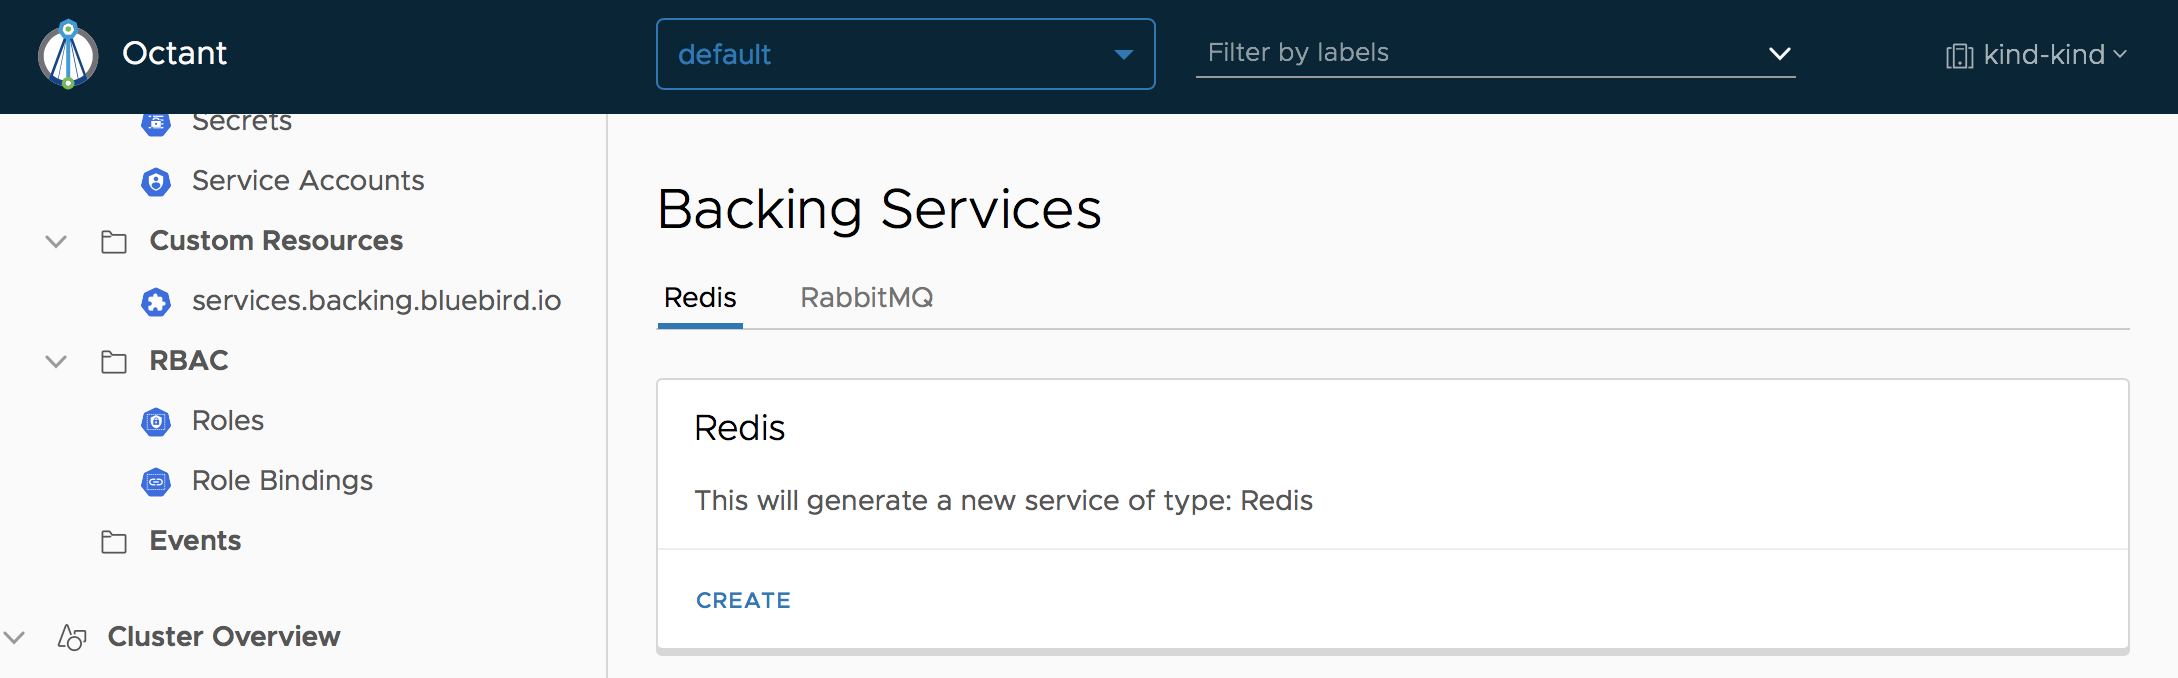 Octant
default
Filter by labels
kind-kind
Secrets
Service Accounts
Custom Resources
services.backing.bluebird.io
RBAC
Roles
Role Bindings
Events
Cluster Overview
Backing Services
Redis RabbitMQ
Redis
This will generate a new service of type: Redis
CREATE